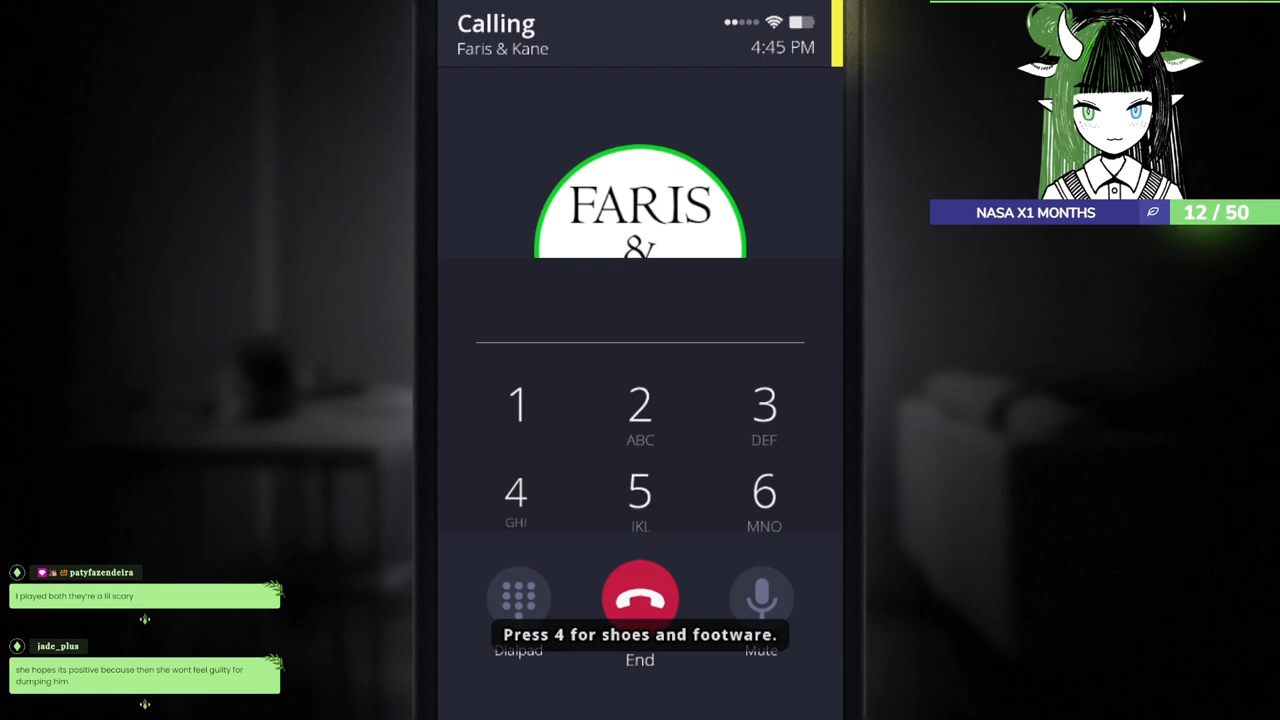 Calling
Faris & Kane
4:45 PM
FARIS
&
1
2
ABC
3
DEF
4
GHI
5
JKL
6
MNO
Press 4 for shoes and footware.
Dialpad
End
Mute
NASA X1 MONTHS
12 / 50
patyfazendeira
I played both they're a lil scary
jade_plus
she hopes its positive because then she wont feel guilty for
dumping him